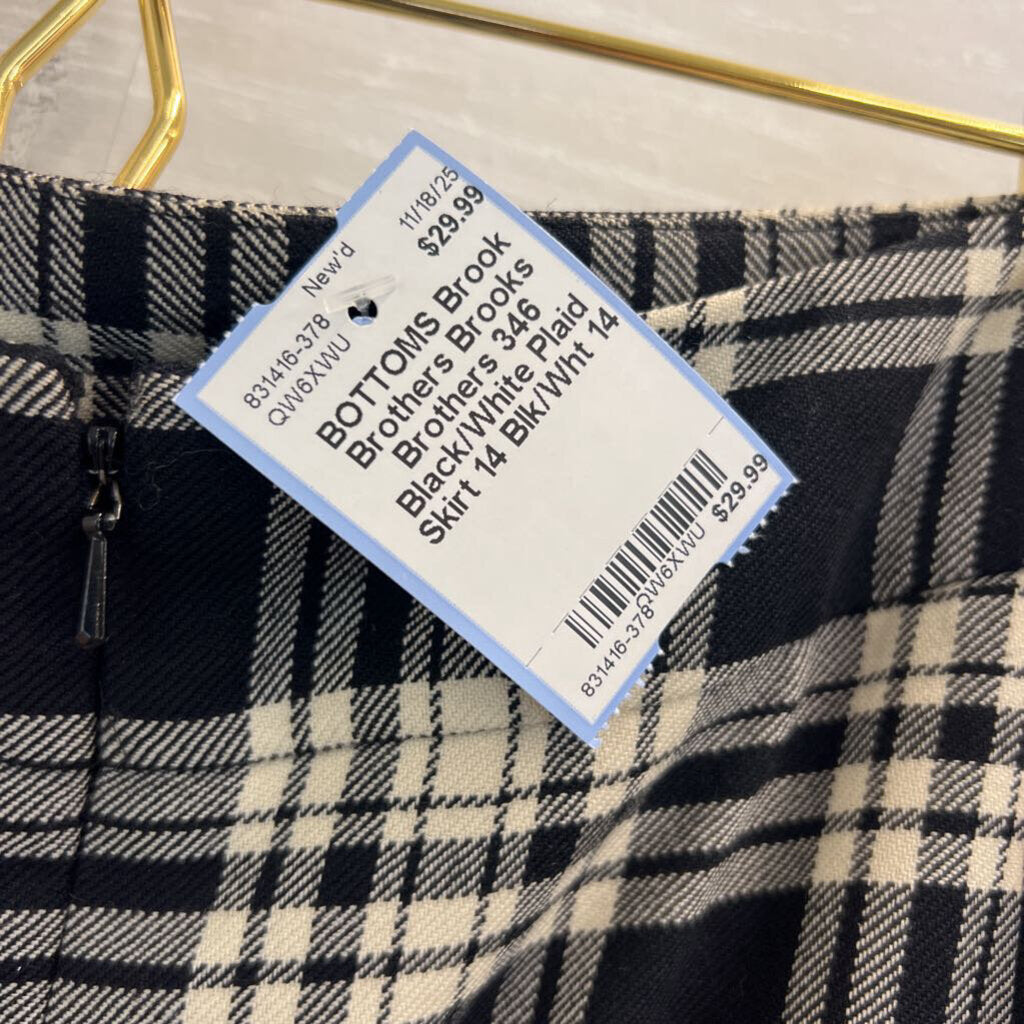 New'd 11/18/25
831416-378 $29.99
QW6XWU
BOTTOMS Brook
Brothers Brooks
Brothers 346
Black/White Plaid
Skirt 14 Blk/Wht 14
831416-378 QW6XWU $29.99